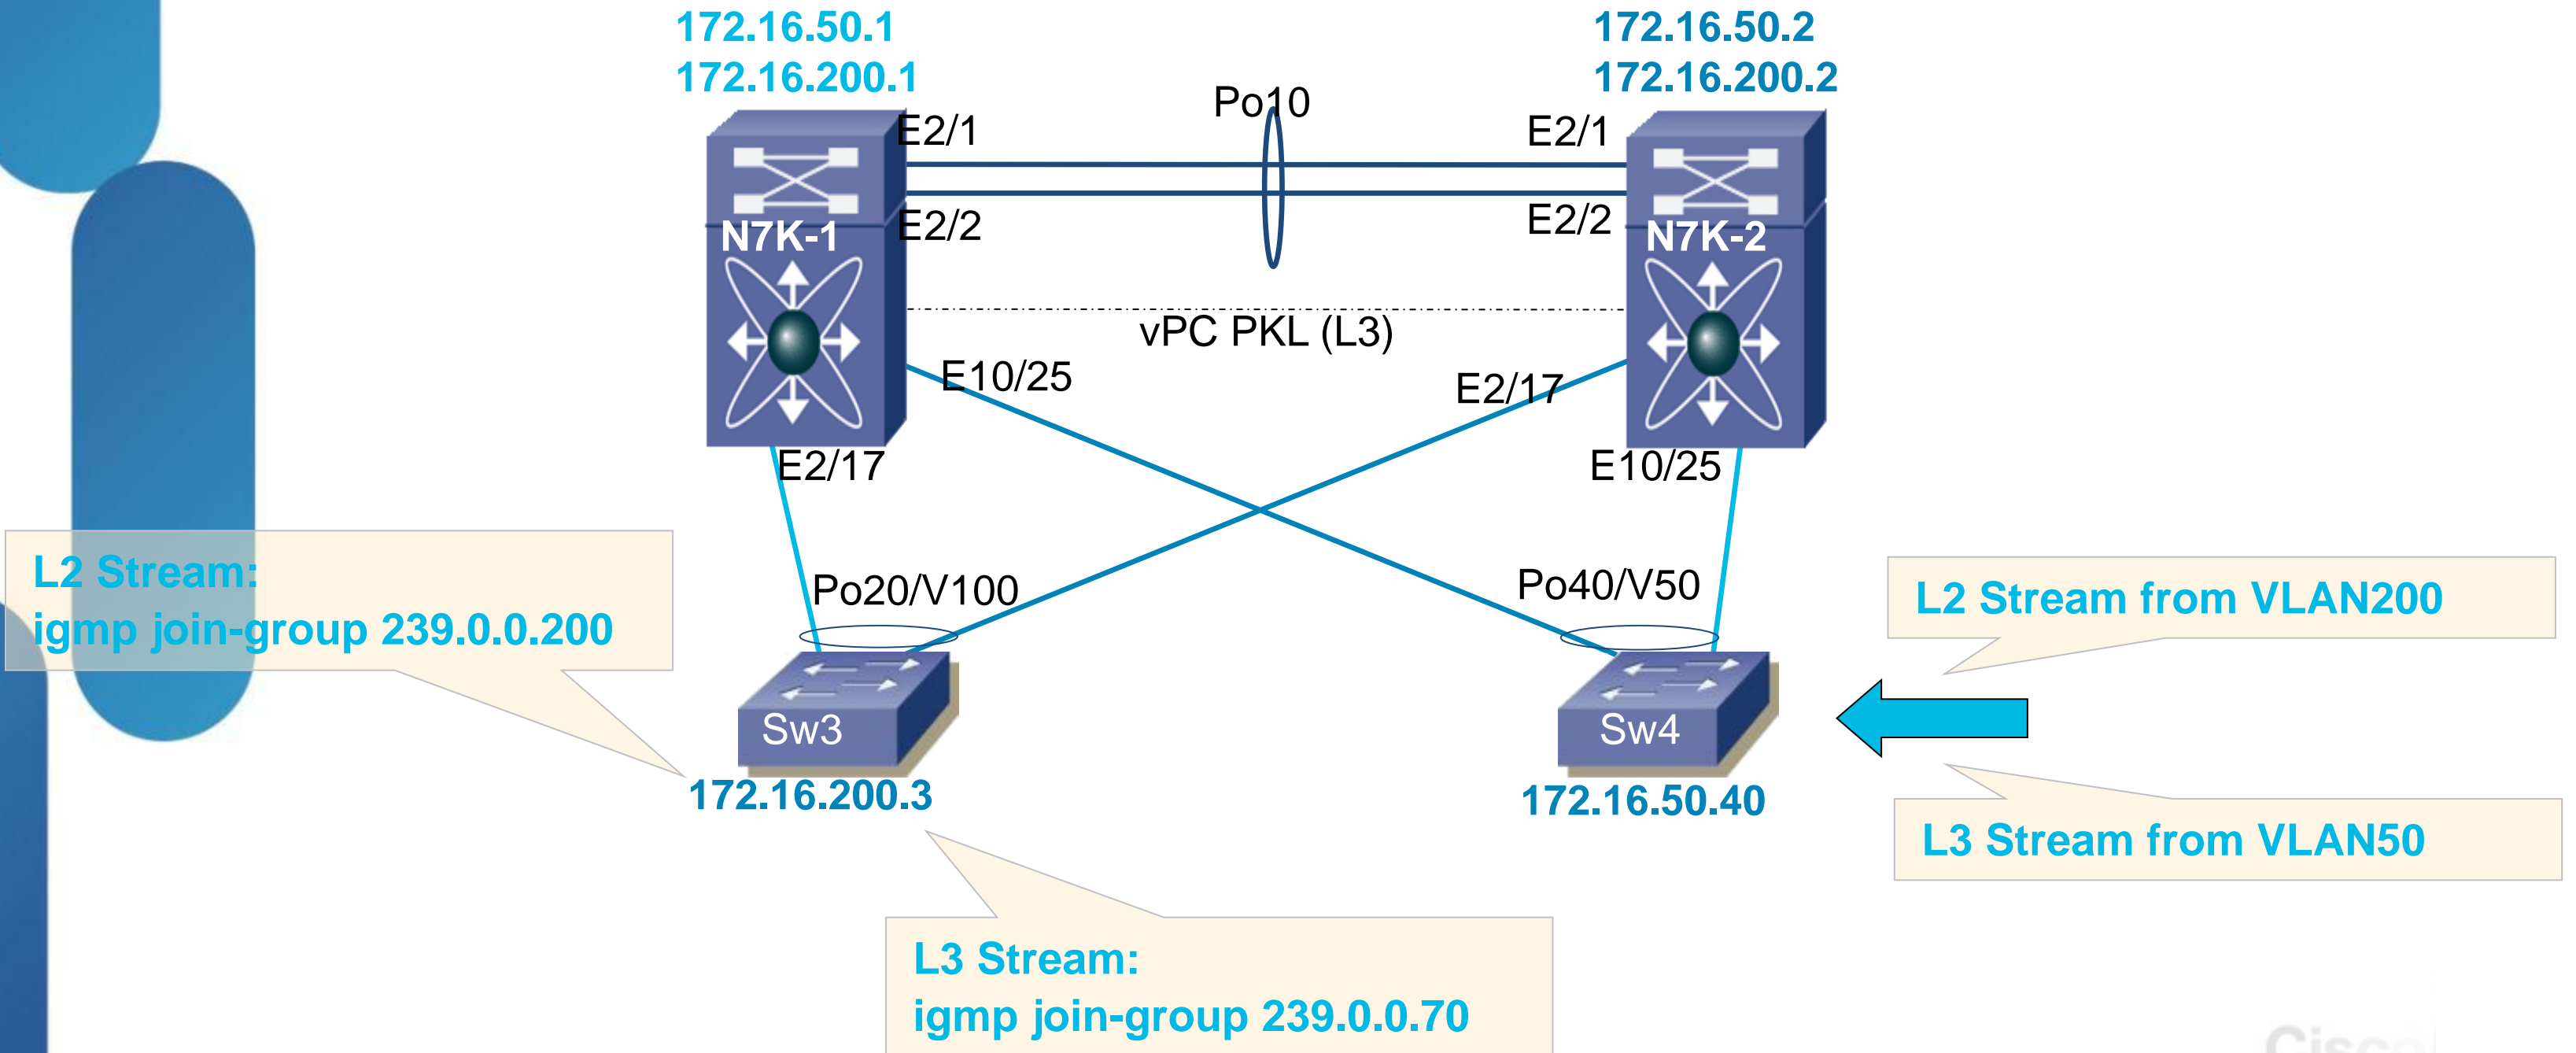 172.16.50.1
172.16.200.1
172.16.50.2
172.16.200.2
Po10
E2/1
E2/1
E2/2
E2/2
N7K-1
N7K-2
vPC PKL (L3)
E10/25
E2/17
E2/17
E10/25
L2 Stream:
igmp join-group 239.0.0.200
Po20/V100
Po40/V50
L2 Stream from VLAN200
Sw3
Sw4
172.16.200.3
172.16.50.40
L3 Stream from VLAN50
L3 Stream:
igmp join-group 239.0.0.70
Cisco